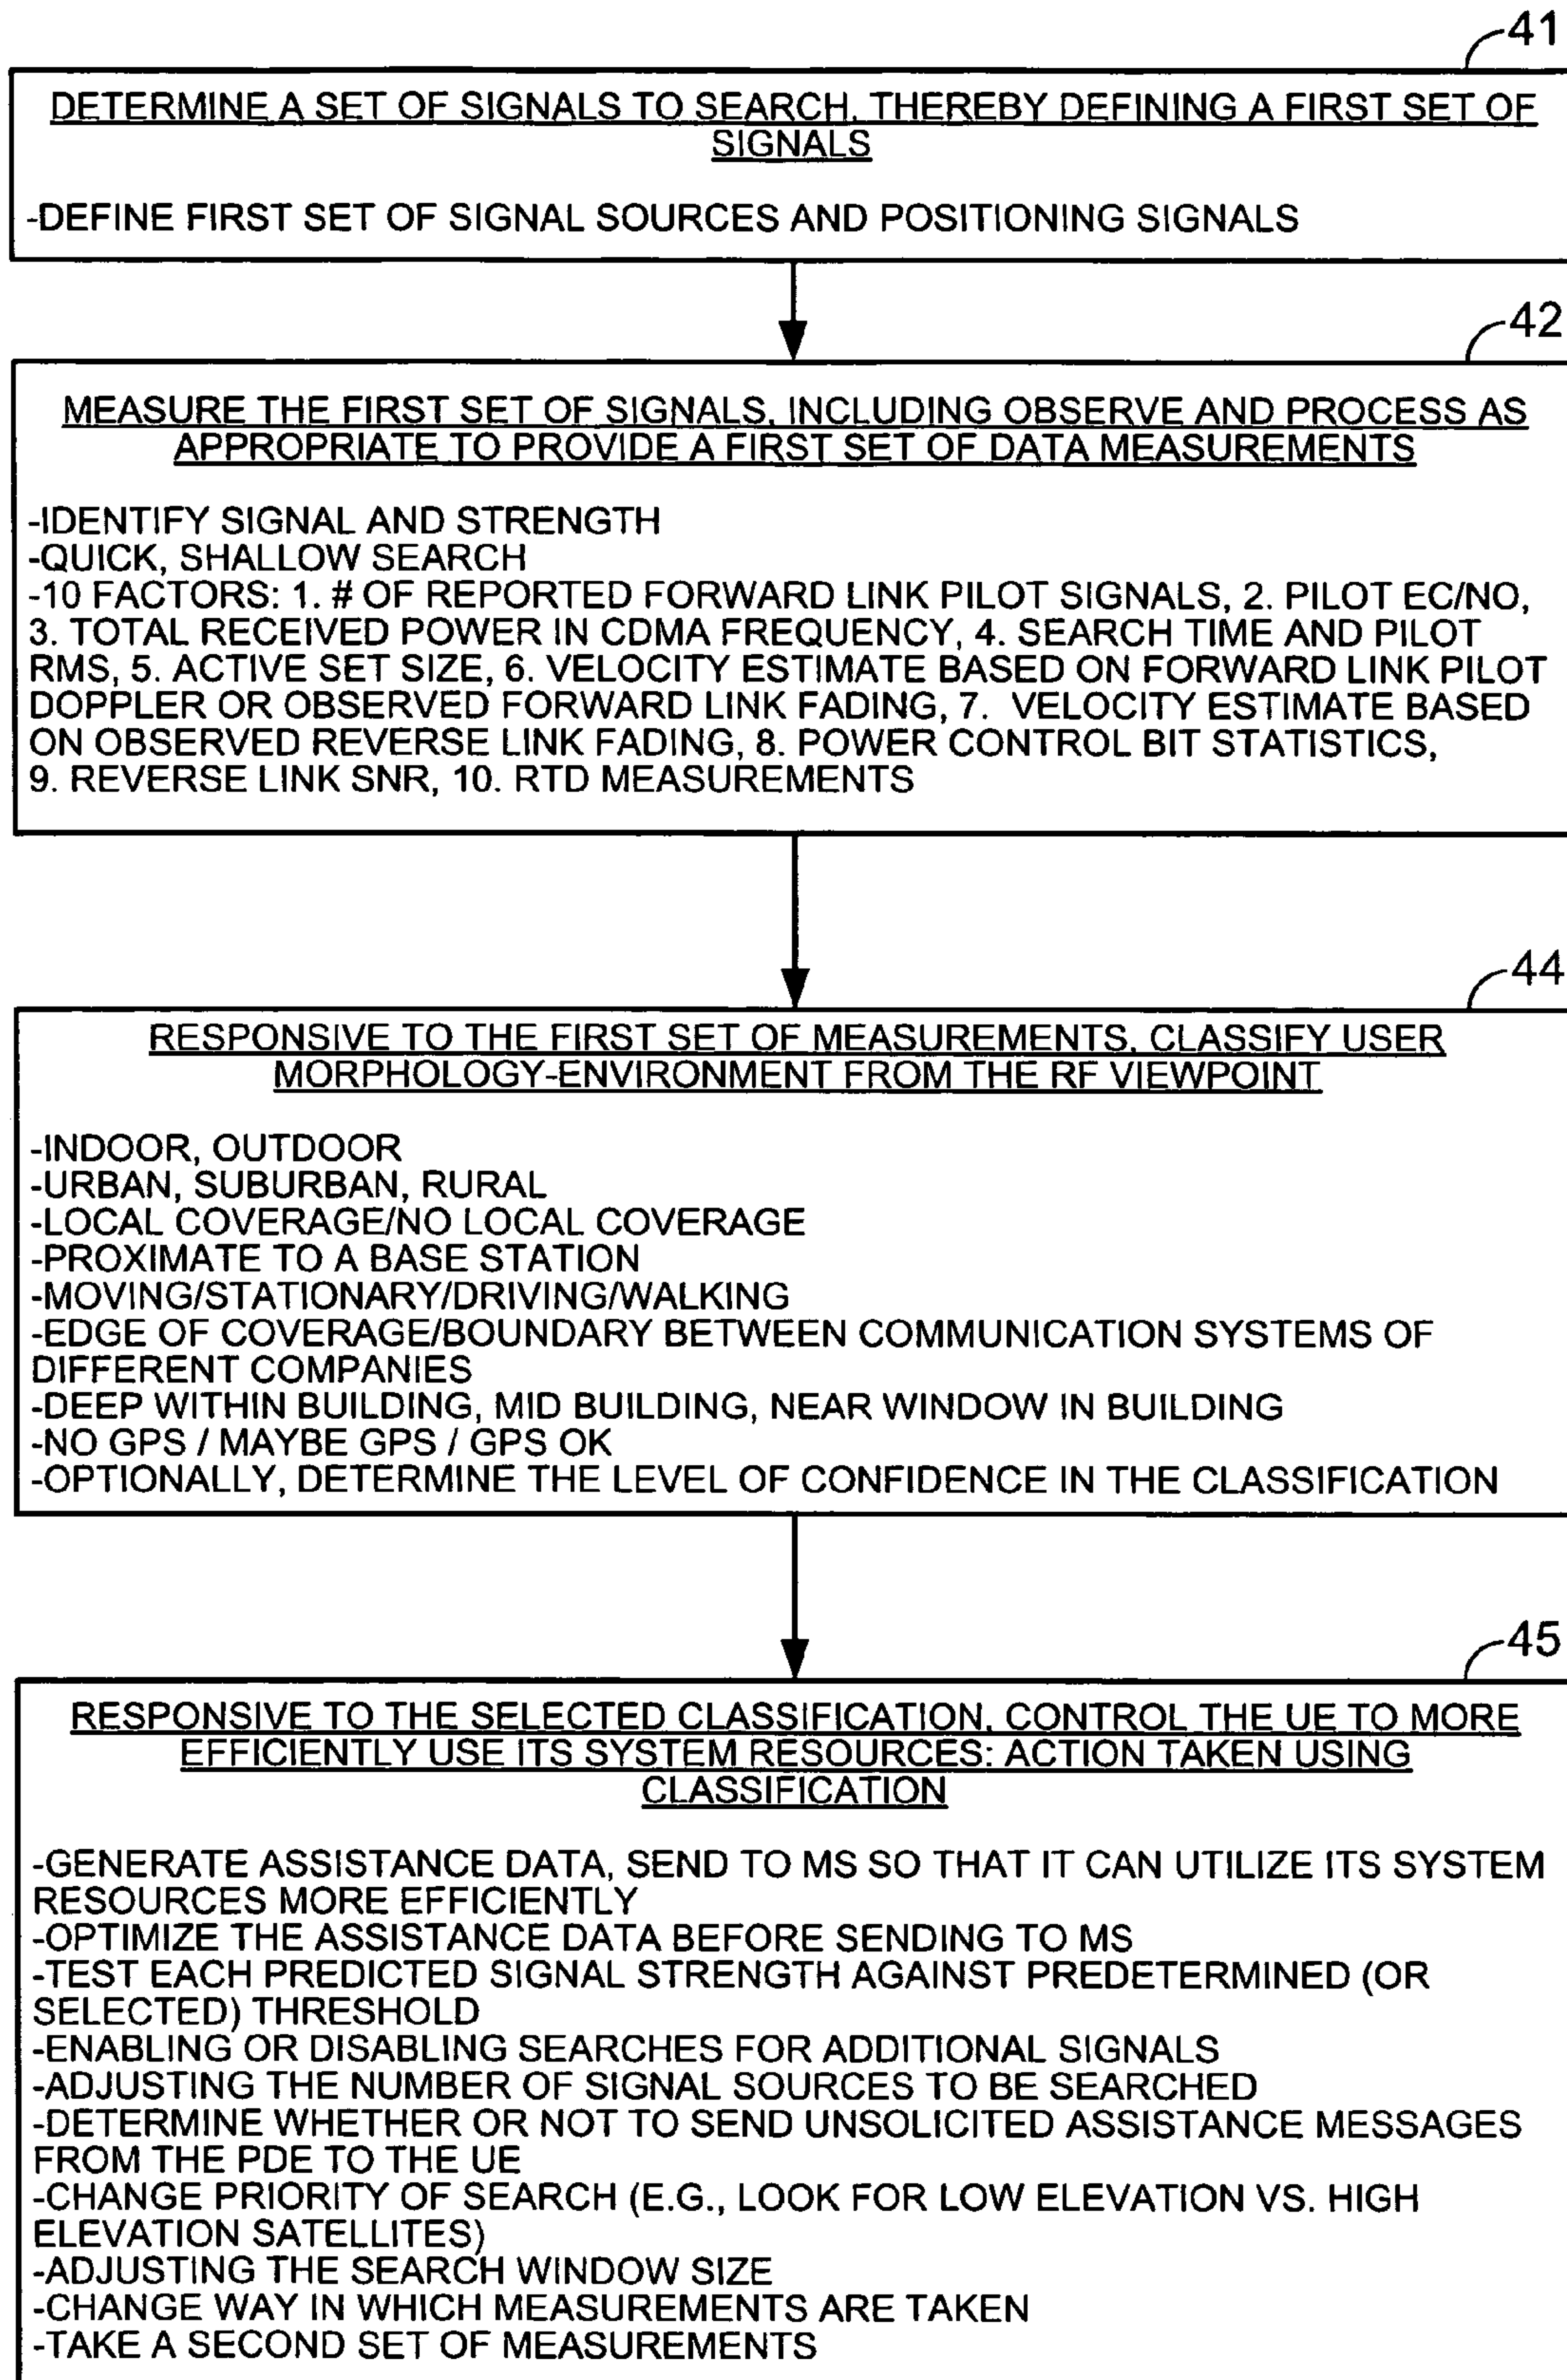 41
DETERMINE A SET OF SIGNALS TO SEARCH, THEREBY DEFINING A FIRST SET OF
SIGNALS
-DEFINE FIRST SET OF SIGNAL SOURCES AND POSITIONING SIGNALS
42
MEASURE THE FIRST SET OF SIGNALS, INCLUDING OBSERVE AND PROCESS AS
APPROPRIATE TO PROVIDE A FIRST SET OF DATA MEASUREMENTS
-IDENTIFY SIGNAL AND STRENGTH
-QUICK, SHALLOW SEARCH
-10 FACTORS: 1. # OF REPORTED FORWARD LINK PILOT SIGNALS, 2. PILOT EC/NO,
3. TOTAL RECEIVED POWER IN CDMA FREQUENCY, 4. SEARCH TIME AND PILOT
RMS, 5. ACTIVE SET SIZE, 6. VELOCITY ESTIMATE BASED ON FORWARD LINK PILOT
DOPPLER OR OBSERVED FORWARD LINK FADING, 7. VELOCITY ESTIMATE BASED
ON OBSERVED REVERSE LINK FADING, 8. POWER CONTROL BIT STATISTICS,
9. REVERSE LINK SNR, 10. RTD MEASUREMENTS
44
RESPONSIVE TO THE FIRST SET OF MEASUREMENTS, CLASSIFY USER
MORPHOLOGY-ENVIRONMENT FROM THE RF VIEWPOINT
-INDOOR, OUTDOOR
-URBAN, SUBURBAN, RURAL
-LOCAL COVERAGE/NO LOCAL COVERAGE
-PROXIMATE TO A BASE STATION
-MOVING/STATIONARY/DRIVING/WALKING
-EDGE OF COVERAGE/BOUNDARY BETWEEN COMMUNICATION SYSTEMS OF
DIFFERENT COMPANIES
-DEEP WITHIN BUILDING, MID BUILDING, NEAR WINDOW IN BUILDING
-NO GPS / MAYBE GPS / GPS OK
-OPTIONALLY, DETERMINE THE LEVEL OF CONFIDENCE IN THE CLASSIFICATION
45
RESPONSIVE TO THE SELECTED CLASSIFICATION, CONTROL THE UE TO MORE
EFFICIENTLY USE ITS SYSTEM RESOURCES: ACTION TAKEN USING
CLASSIFICATION
-GENERATE ASSISTANCE DATA, SEND TO MS SO THAT IT CAN UTILIZE ITS SYSTEM
RESOURCES MORE EFFICIENTLY
-OPTIMIZE THE ASSISTANCE DATA BEFORE SENDING TO MS
-TEST EACH PREDICTED SIGNAL STRENGTH AGAINST PREDETERMINED (OR
SELECTED) THRESHOLD
-ENABLING OR DISABLING SEARCHES FOR ADDITIONAL SIGNALS
-ADJUSTING THE NUMBER OF SIGNAL SOURCES TO BE SEARCHED
-DETERMINE WHETHER OR NOT TO SEND UNSOLICITED ASSISTANCE MESSAGES
FROM THE PDE TO THE UE
-CHANGE PRIORITY OF SEARCH (E.G., LOOK FOR LOW ELEVATION VS. HIGH
ELEVATION SATELLITES)
-ADJUSTING THE SEARCH WINDOW SIZE
-CHANGE WAY IN WHICH MEASUREMENTS ARE TAKEN
-TAKE A SECOND SET OF MEASUREMENTS